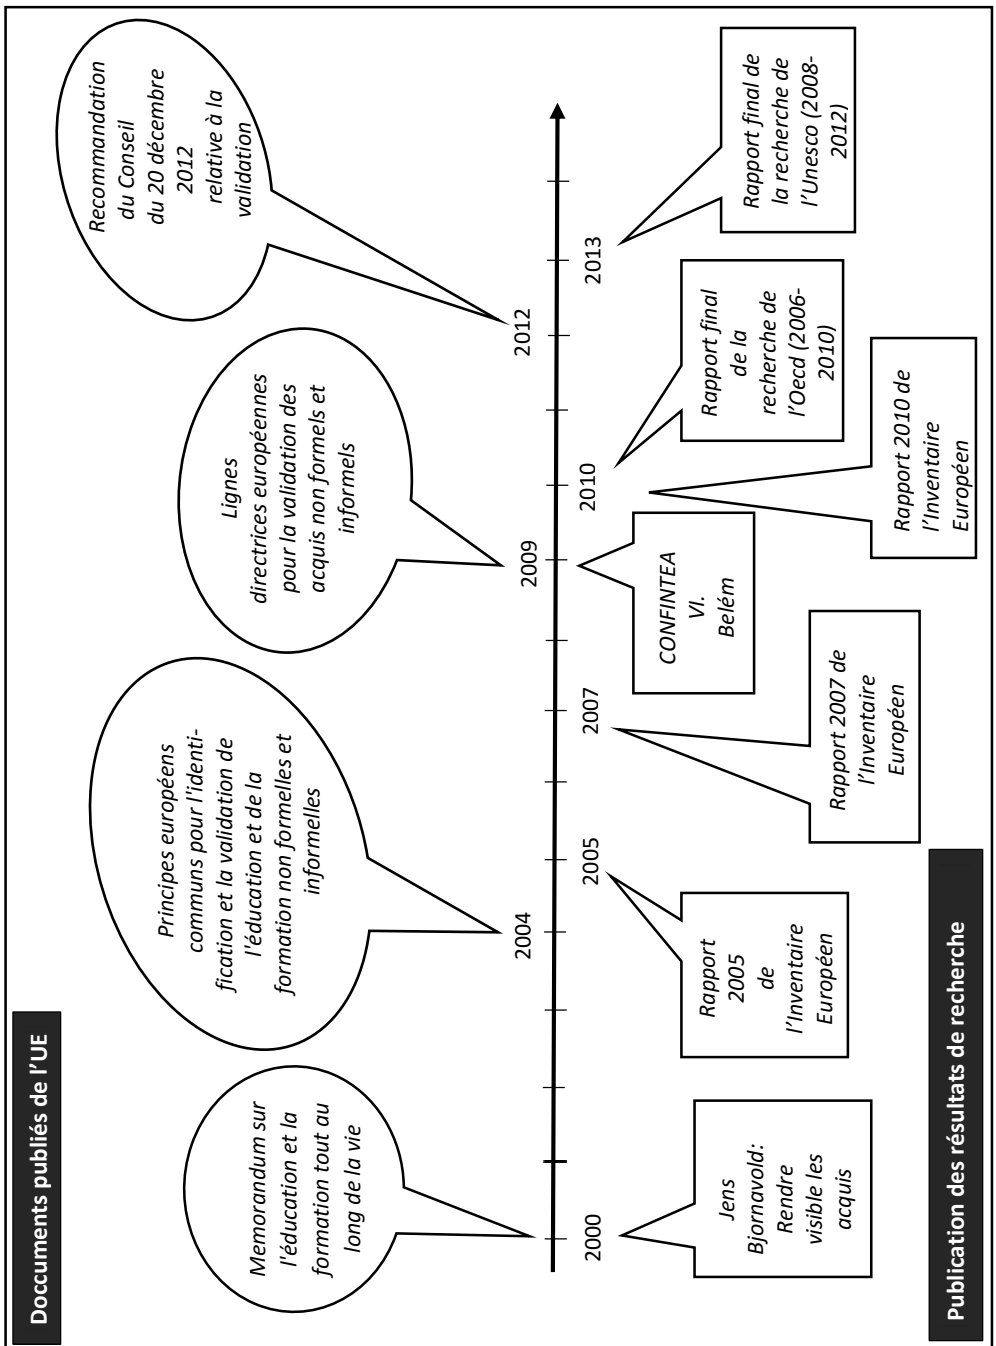 Documents publiés de l'UE
Memorandum sur
l'éducation et la
formation tout au
long de la vie
Principes européens
communs pour l'identi-
fication et la validation de
l'éducation et de la
formation non formelles et
informelles
Lignes
directrices européennes
pour la validation des
acquis non formels et
informels
Recommandation
du Conseil
du 20 décembre
2012
relative à la
validation
2000
2004
2005
2007
2009
2010
2012
2013
Jens
Bjornavold:
Rendre
visible les
acquis
Rapport
2005
de
l'Inventaire
Européen
Rapport 2007 de
l'Inventaire
Européen
CONFINTEA
VI.
Belém
Rapport 2010 de
l'Inventaire
Européen
Rapport final
de la
recherche de
l'Oecd (2006-
2010)
Rapport final de
la recherche de
l'Unesco (2008-
2012)
Publication des résultats de recherche